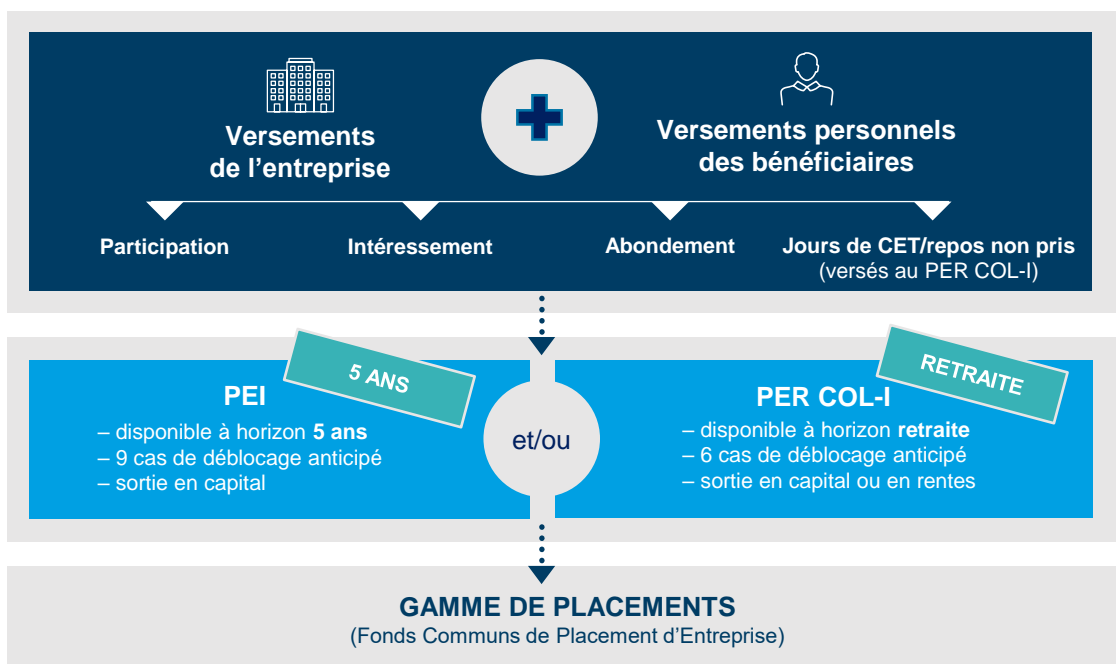 Versements
de l’entreprise
Versements personnels
des bénéficiaires
Participation
Intéressement
Abondement
Jours de CET/repos non pris
(versés au PER COL-I)
5 ANS
PEI
– disponible à horizon 5 ans
– 9 cas de déblocage anticipé
– sortie en capital
et/ou
RETRAITE
PER COL-I
– disponible à horizon retraite
– 6 cas de déblocage anticipé
– sortie en capital ou en rentes
GAMME DE PLACEMENTS
(Fonds Communs de Placement d’Entreprise)